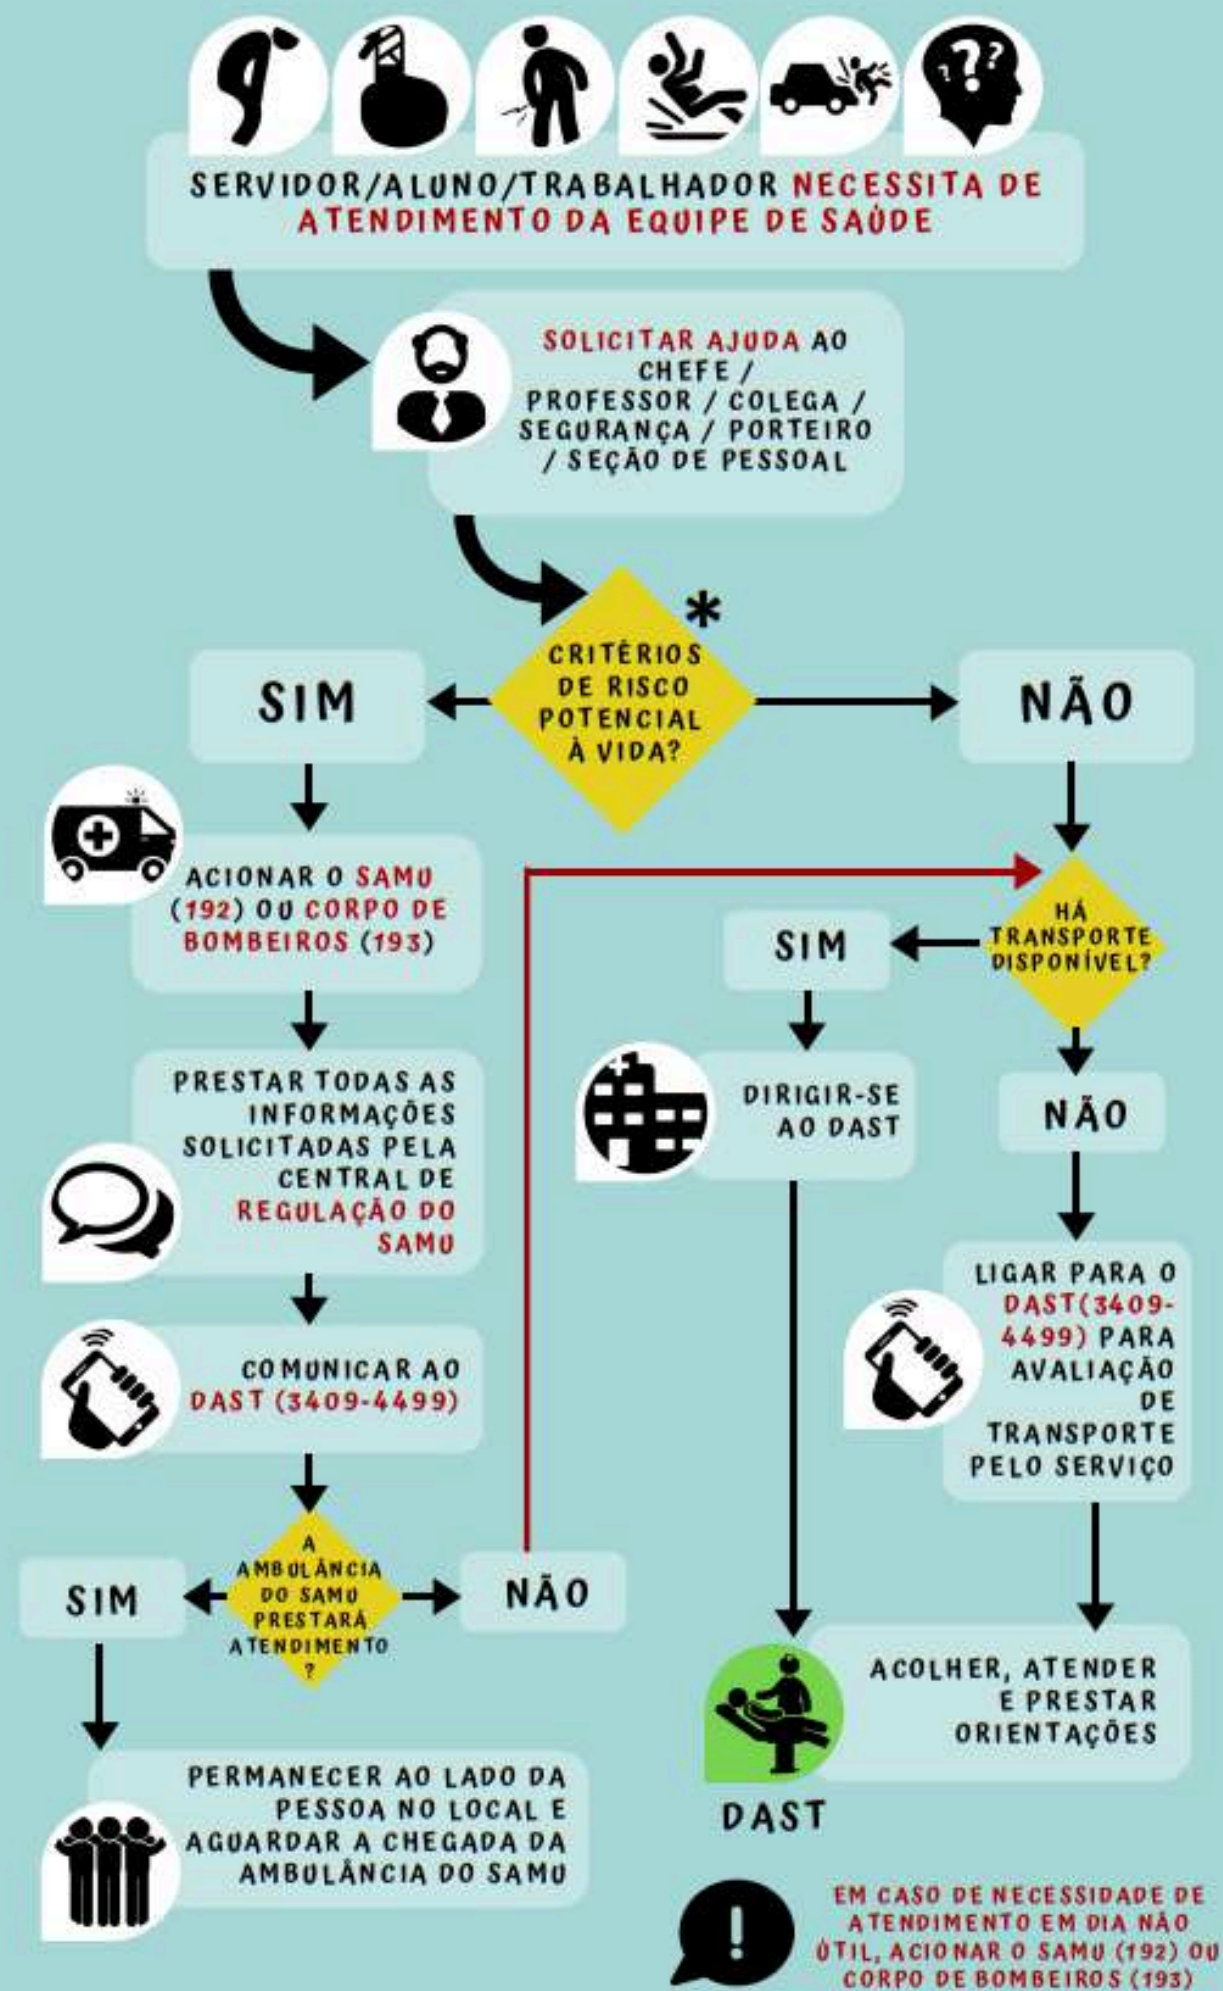 ???
SERVIDOR/ALUNO/TRABALHADOR NECESSITA DE
ATENDIMENTO DA EQUIPE DE SAÚDE
SOLICITAR AJUDA AO
CHEFE /
PROFESSOR / COLEGA /
SEGURANÇA / PORTEIRO
/ SEÇÃO DE PESSOAL
*
CRITÉRIOS
DE RISCO
POTENCIAL
À VIDA?
SIM
NÃO
ACIONAR O SAMU
(192) OU CORPO DE
BOMBEIROS (193)
PRESTAR TODAS AS
INFORMAÇÕES
SOLICITADAS PELA
CENTRAL DE
REGULAÇÃO DO
SAMU
COMUNICAR AO
DAST (3409-4499)
A
AMBULÂNCIA
DO SAMU
PRESTARÁ
ATENDIMENTO
?
SIM
NÃO
PERMANECER AO LADO DA
PESSOA NO LOCAL E
AGUARDAR A CHEGADA DA
AMBULÂNCIA DO SAMU
HÁ
TRANSPORTE
DISPONÍVEL?
SIM
DIRIGIR-SE
AO DAST
NÃO
LIGAR PARA O
DAST(3409-
4499) PARA
AVALIAÇÃO
DE
TRANSPORTE
PELO SERVIÇO
ACOLHER, ATENDER
E PRESTAR
ORIENTAÇÕES
DAST
!
EM CASO DE NECESSIDADE DE
ATENDIMENTO EM DIA NÃO
ÚTIL, ACIONAR O SAMU (192) OU
CORPO DE BOMBEIROS (193)